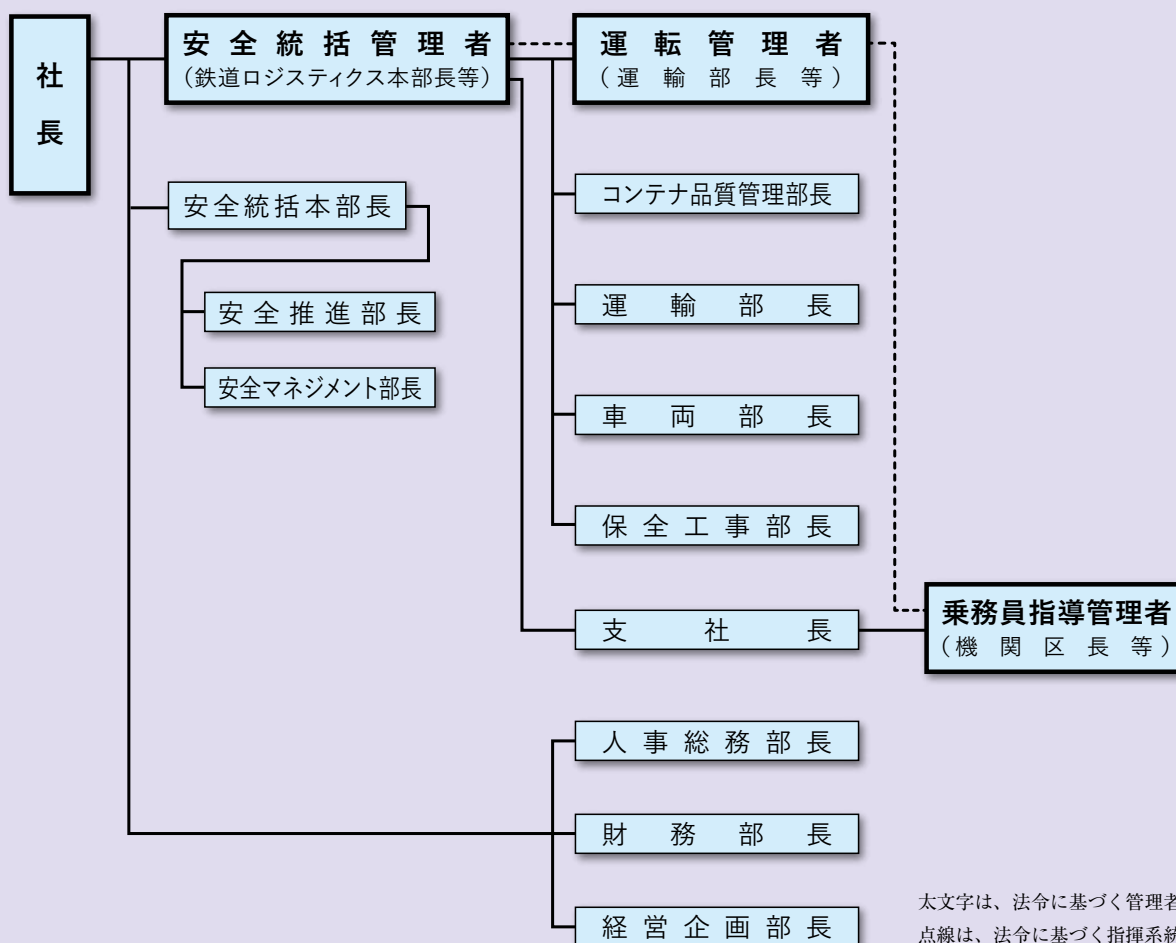 社長
安全統括管理者
（鉄道ロジスティクス本部長等）
運転管理者
（運輸部長等）
コンテナ品質管理部長
安全統括本部長
安全推進部長
運輸部長
安全マネジメント部長
車両部長
保全工事部長
支社長
乗務員指導管理者
（機関区長等）
人事総務部長
財務部長
経営企画部長
太文字は、法令に基づく管理者
点線は、法令に基づく指揮系統